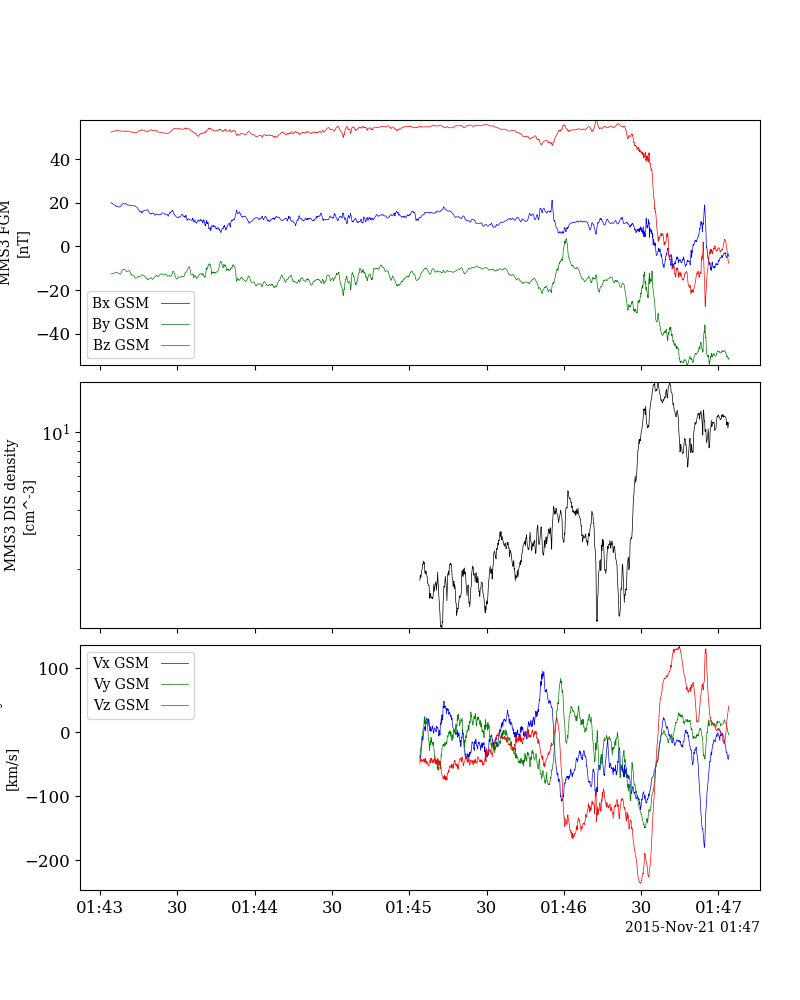 MMS3 FGM
[nT]
40
20
0
−20
−40
Bx GSM
By GSM
Bz GSM
MMS3 DIS density
[cm^-3]
10^1
[km/s]
100
0
−100
−200
Vx GSM
Vy GSM
Vz GSM
01:43 30 01:44 30 01:45 30 01:46 30 01:47
2015-Nov-21 01:47